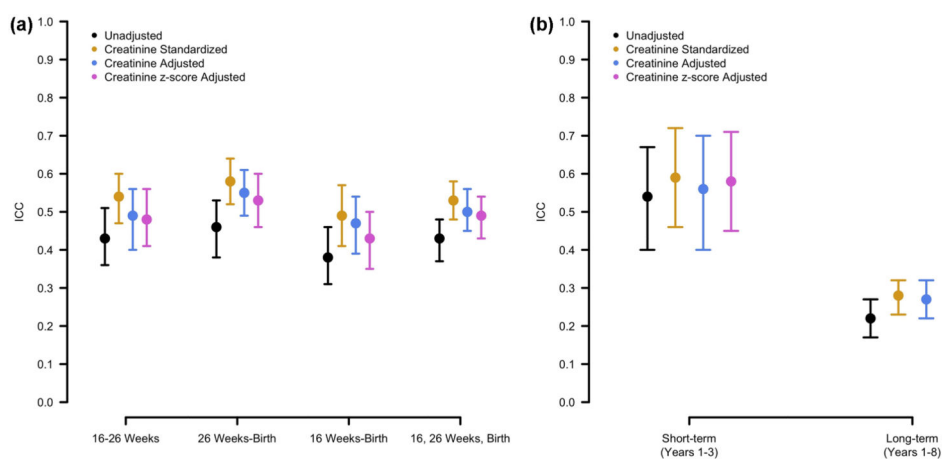 (a)
Unadjusted
Creatinine Standardized
Creatinine Adjusted
Creatinine z-score Adjusted
ICC
1.0
0.9
0.8
0.7
0.6
0.5
0.4
0.3
0.2
0.1
0.0
16-26 Weeks
26 Weeks-Birth
16 Weeks-Birth
16, 26 Weeks, Birth
(b)
Unadjusted
Creatinine Standardized
Creatinine Adjusted
Creatinine z-score Adjusted
ICC
1.0
0.9
0.8
0.7
0.6
0.5
0.4
0.3
0.2
0.1
0.0
Short-term
(Years 1-3)
Long-term
(Years 1-8)